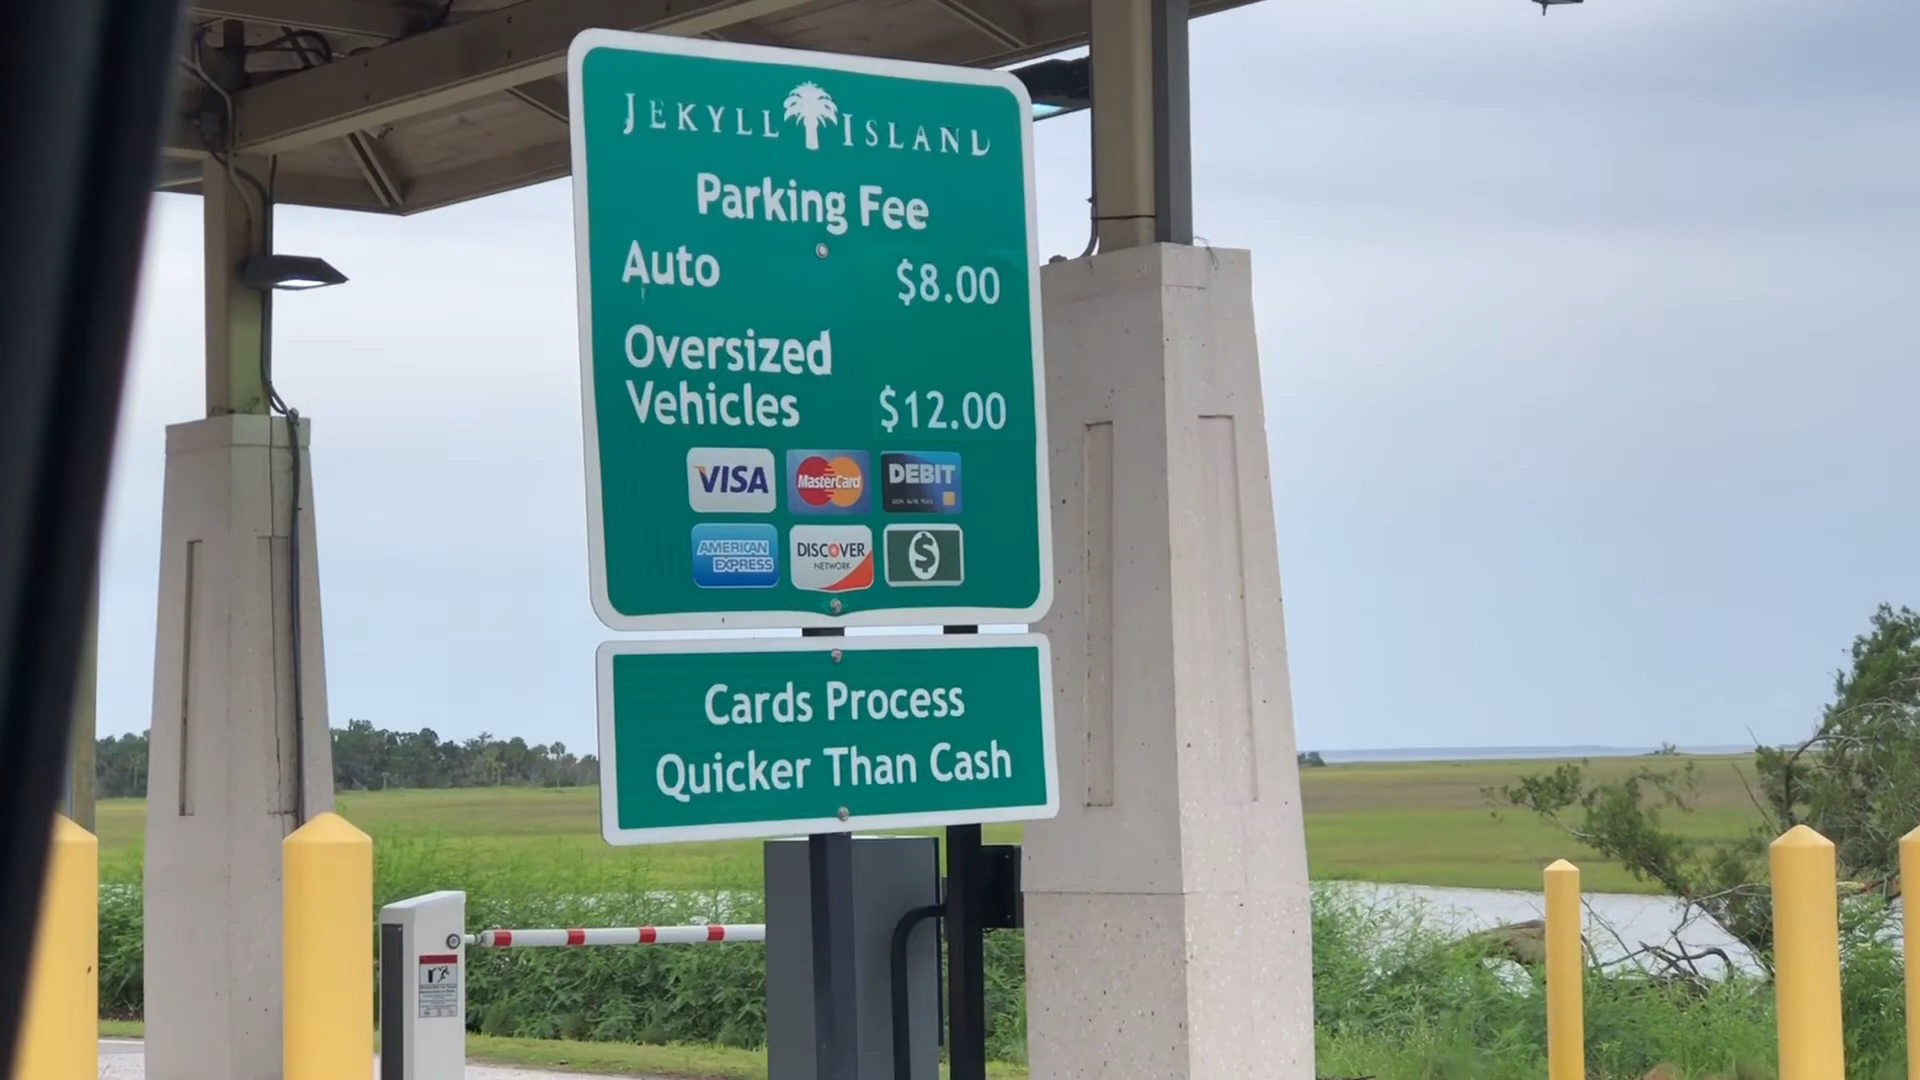 JEKYLL ISLAND
Parking Fee
Auto $8.00
Oversized
Vehicles $12.00
VISA MasterCard DEBIT
AMERICAN EXPRESS DISCOVER NETWORK $
Cards Process
Quicker Than Cash